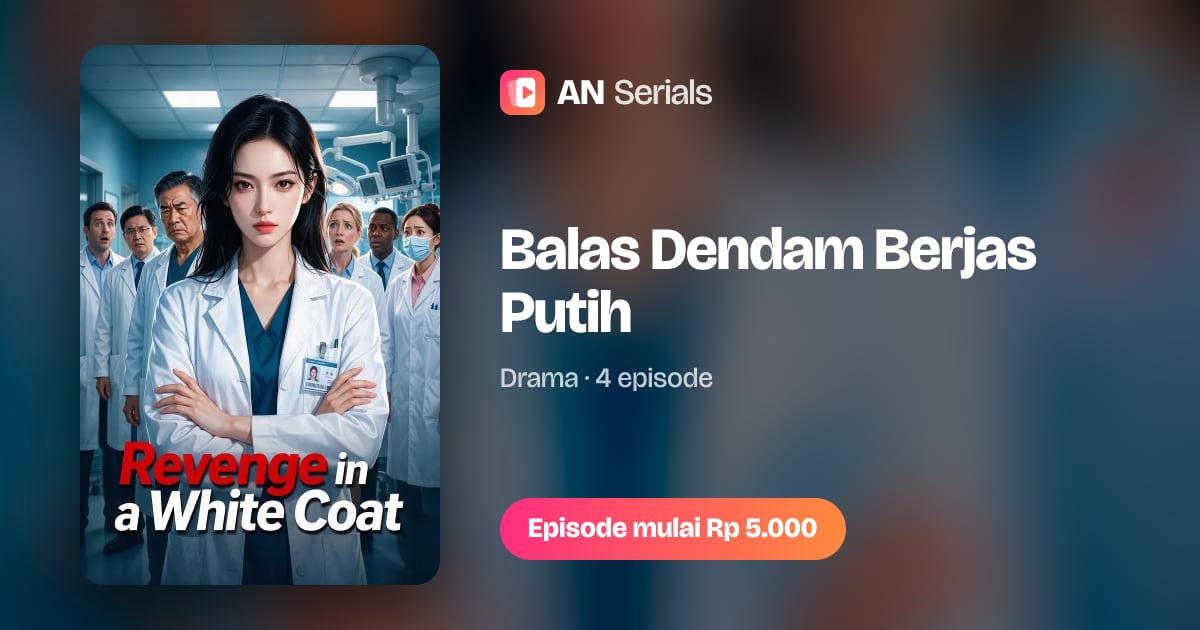 AN Serials
Balas Dendam Berjas
Putih
Drama · 4 episode
Episode mulai Rp 5.000
Revenge in
a White Coat